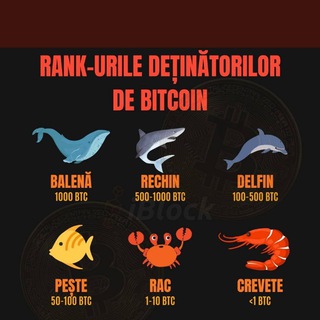 RANK-URILE DEȚINĂTORILOR
DE BITCOIN
BALENĂ
1000 BTC
RECHIN
500-1000 BTC
DELFIN
100-500 BTC
iBlock
PEȘTE
50-100 BTC
RAC
1-10 BTC
CREVETE
<1 BTC